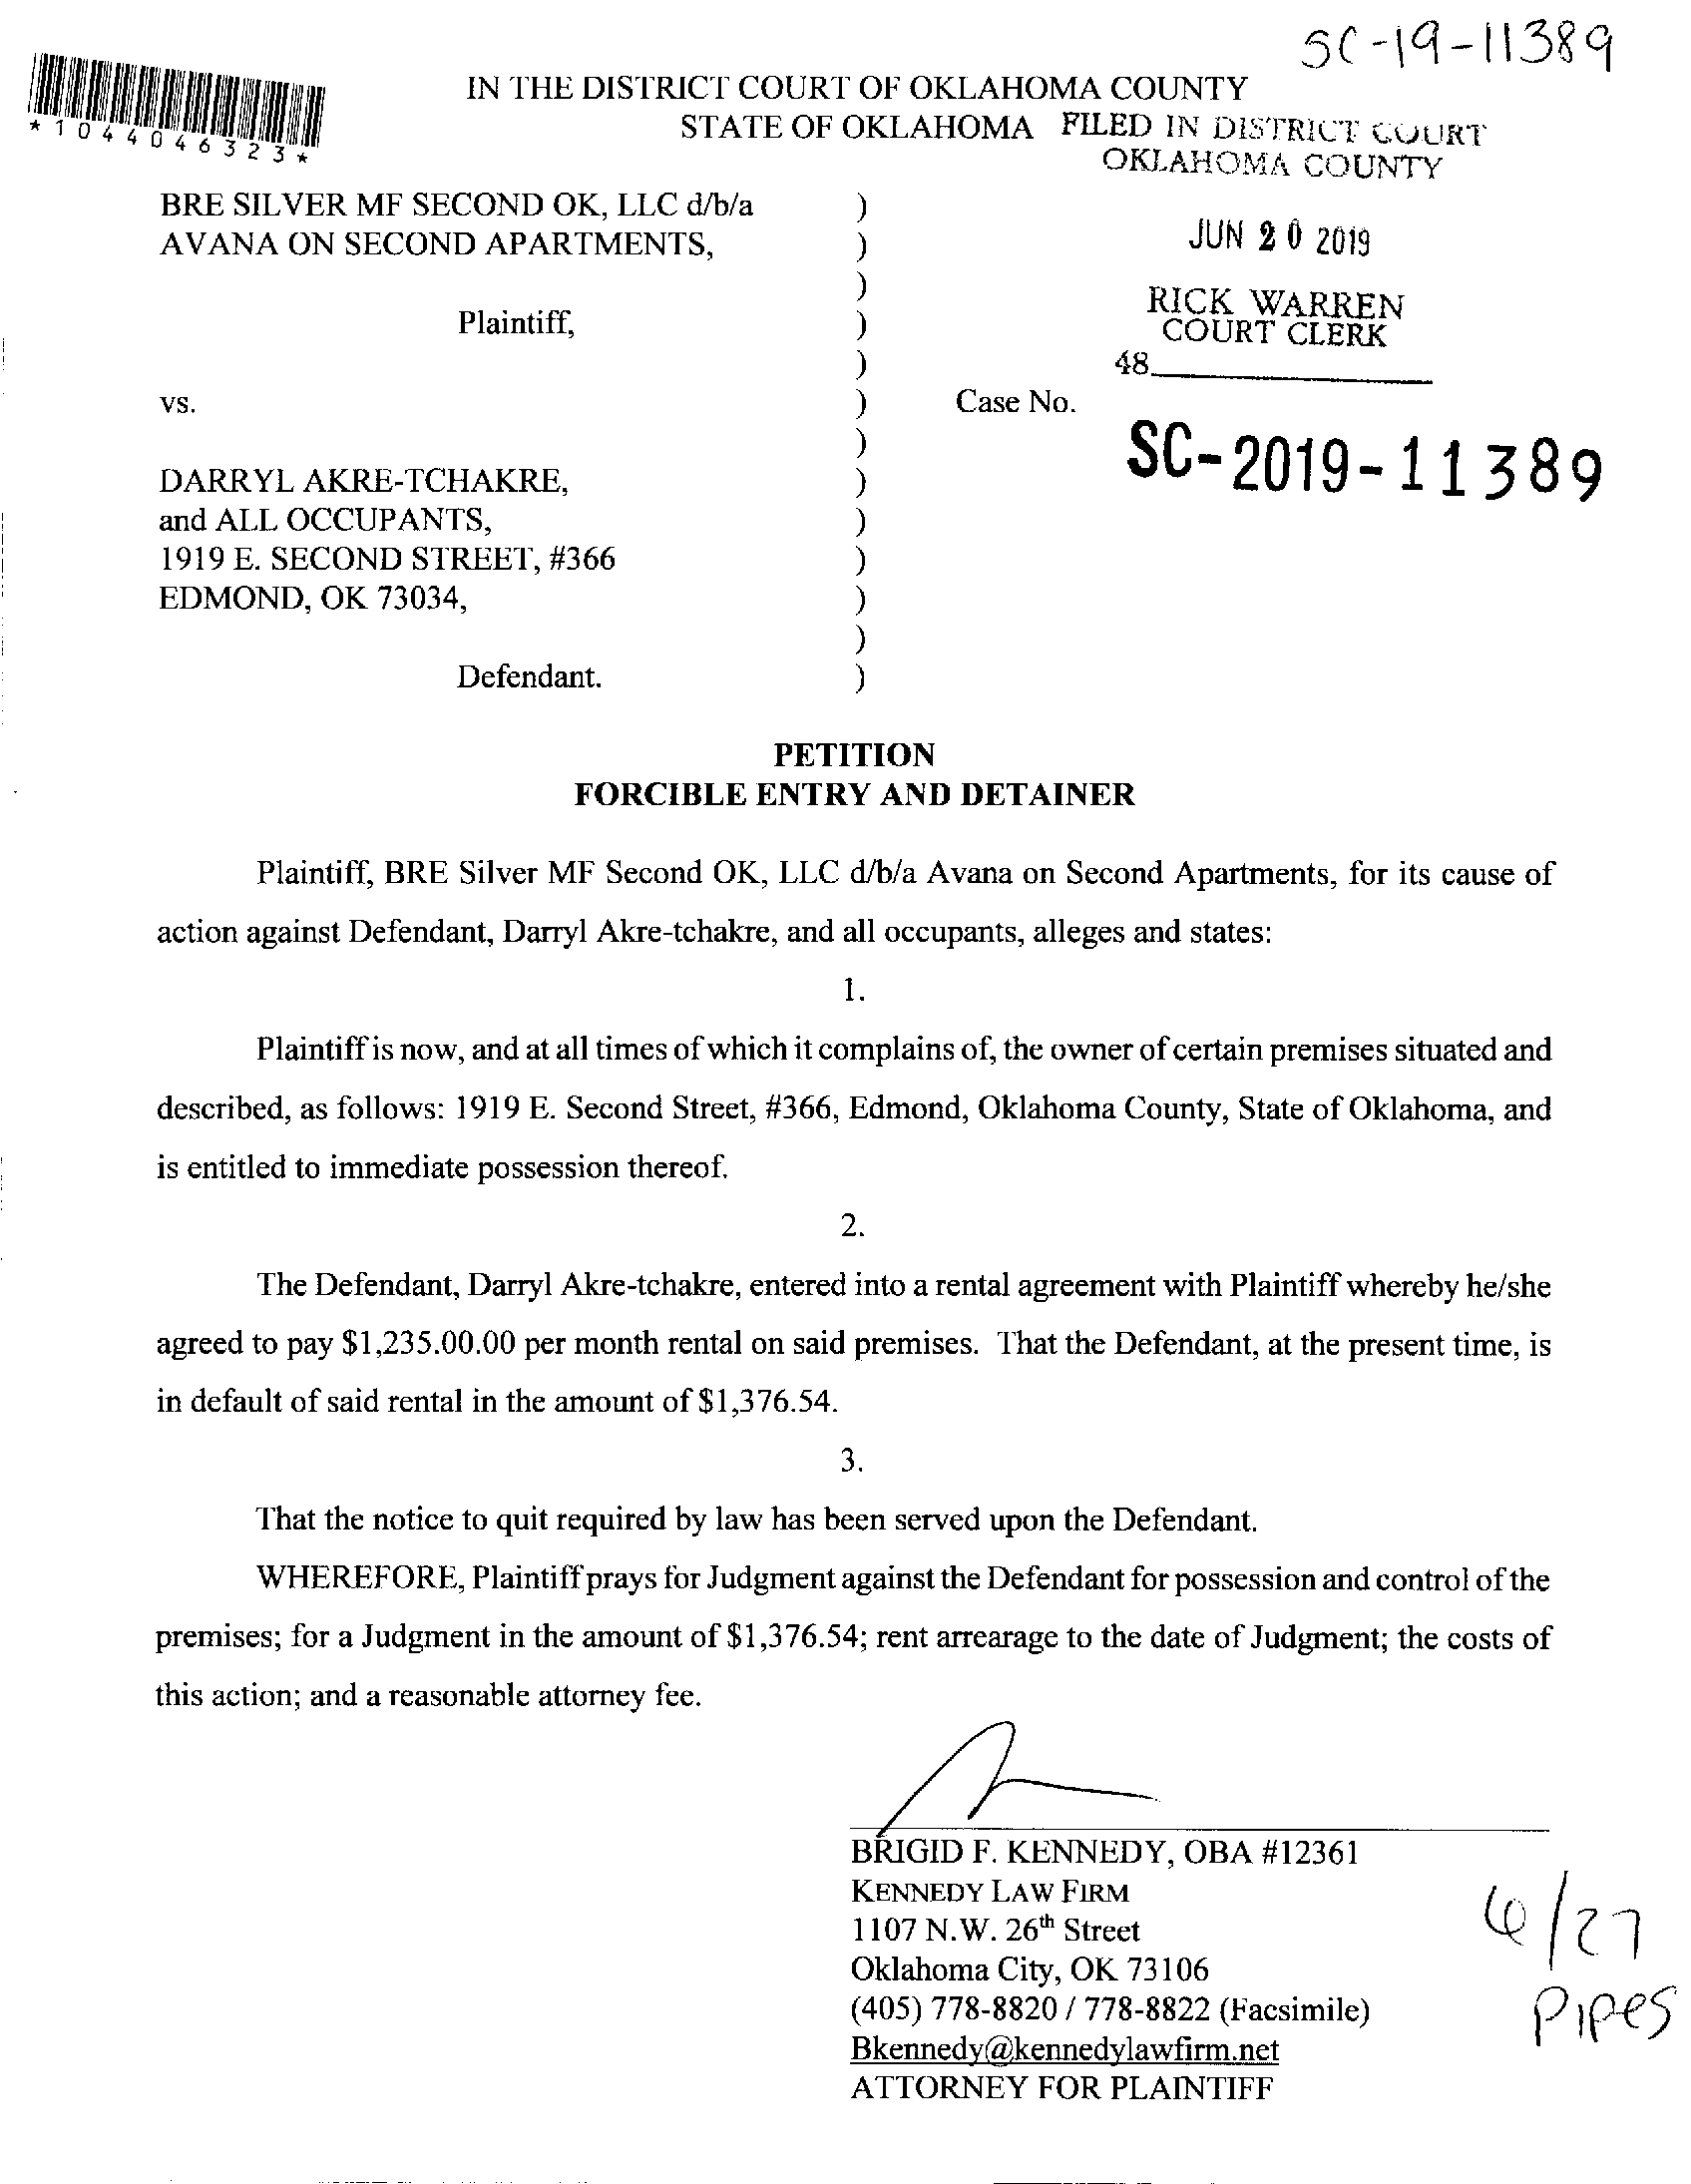 SC-19-11389
*1044046323*
IN THE DISTRICT COURT OF OKLAHOMA COUNTY
STATE OF OKLAHOMA
FILED IN DISTRICT COURT
OKLAHOMA COUNTY
JUN 20 2019
RICK WARREN
COURT CLERK
48
BRE SILVER MF SECOND OK, LLC d/b/a )
AVANA ON SECOND APARTMENTS, )
)
Plaintiff, )
)
vs. ) Case No.
)
SC-2019-11389
DARRYL AKRE-TCHAKRE, )
and ALL OCCUPANTS, )
1919 E. SECOND STREET, #366 )
EDMOND, OK 73034, )
)
Defendant. )
PETITION
FORCIBLE ENTRY AND DETAINER
Plaintiff, BRE Silver MF Second OK, LLC d/b/a Avana on Second Apartments, for its cause of
action against Defendant, Darryl Akre-tchakre, and all occupants, alleges and states:
1.
Plaintiff is now, and at all times of which it complains of, the owner of certain premises situated and
described, as follows: 1919 E. Second Street, #366, Edmond, Oklahoma County, State of Oklahoma, and
is entitled to immediate possession thereof.
2.
The Defendant, Darryl Akre-tchakre, entered into a rental agreement with Plaintiff whereby he/she
agreed to pay $1,235.00.00 per month rental on said premises. That the Defendant, at the present time, is
in default of said rental in the amount of $1,376.54.
3.
That the notice to quit required by law has been served upon the Defendant.
WHEREFORE, Plaintiff prays for Judgment against the Defendant for possession and control of the
premises; for a Judgment in the amount of $1,376.54; rent arrearage to the date of Judgment; the costs of
this action; and a reasonable attorney fee.
BRIGID F. KENNEDY, OBA #12361
KENNEDY LAW FIRM
1107 N.W. 26th Street
Oklahoma City, OK 73106
(405) 778-8820 / 778-8822 (Facsimile)
Bkennedy@kennedylawfirm.net
ATTORNEY FOR PLAINTIFF
6/27
Pipes